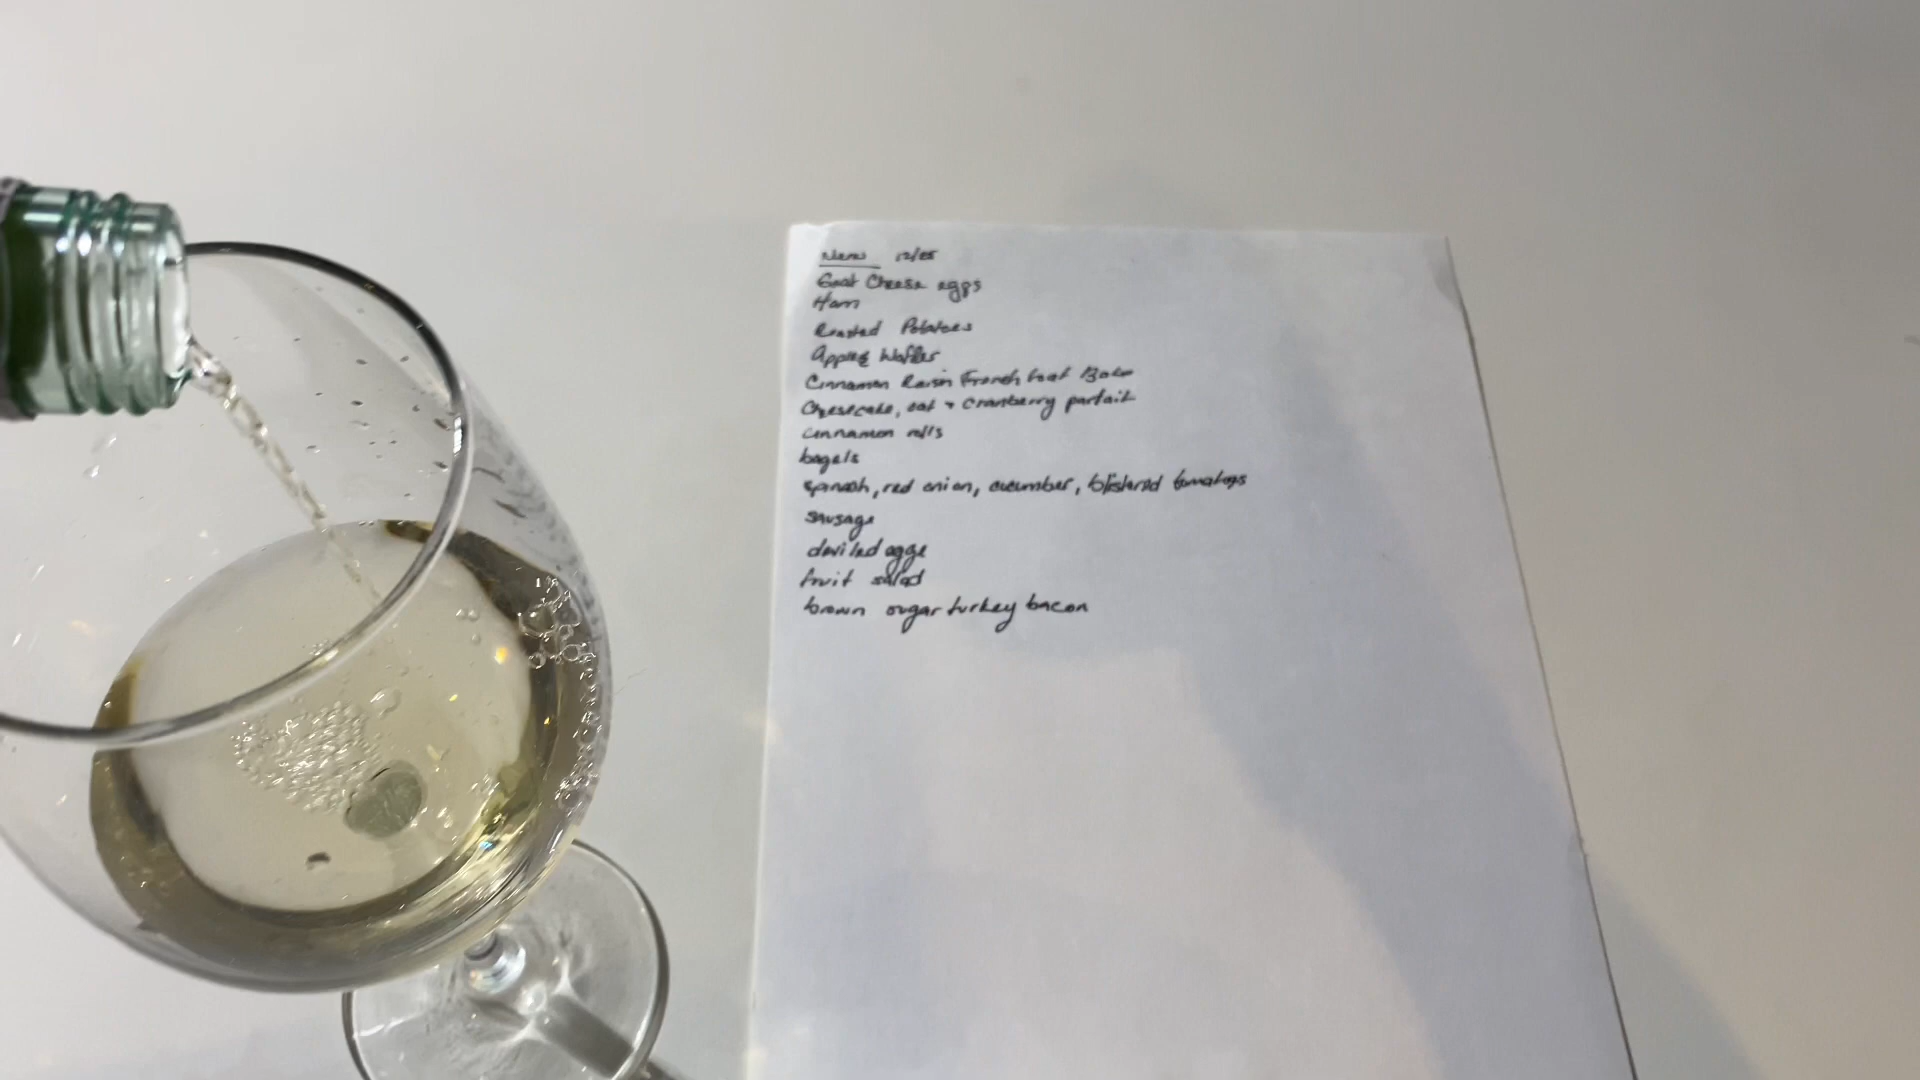 Menu 12/25
Goat Cheese eggs
Ham
Roasted Potatoes
Apple Waffles
Cinnamon Raisin French toast Bake
Cheesecake, oat + Cranberry parfait
cinnamon rolls
bagels
spinach, red onion, cucumber, blistered tomatoes
sausage
deviled eggs
fruit salad
brown sugar turkey bacon